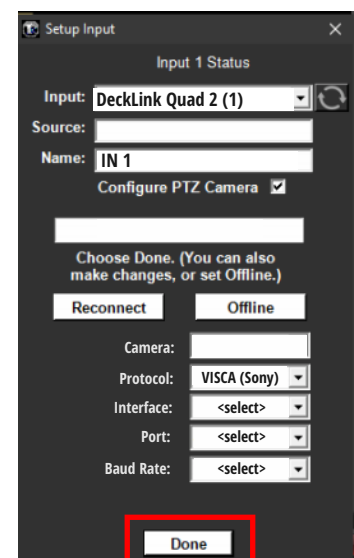 Setup Input
Input 1 Status
Input: DeckLink Quad 2 (1)
Source:
Name: IN 1
Configure PTZ Camera
Choose Done. (You can also
make changes, or set Offline.)
Reconnect Offline
Camera:
Protocol: VISCA (Sony)
Interface: <select>
Port: <select>
Baud Rate: <select>
Done